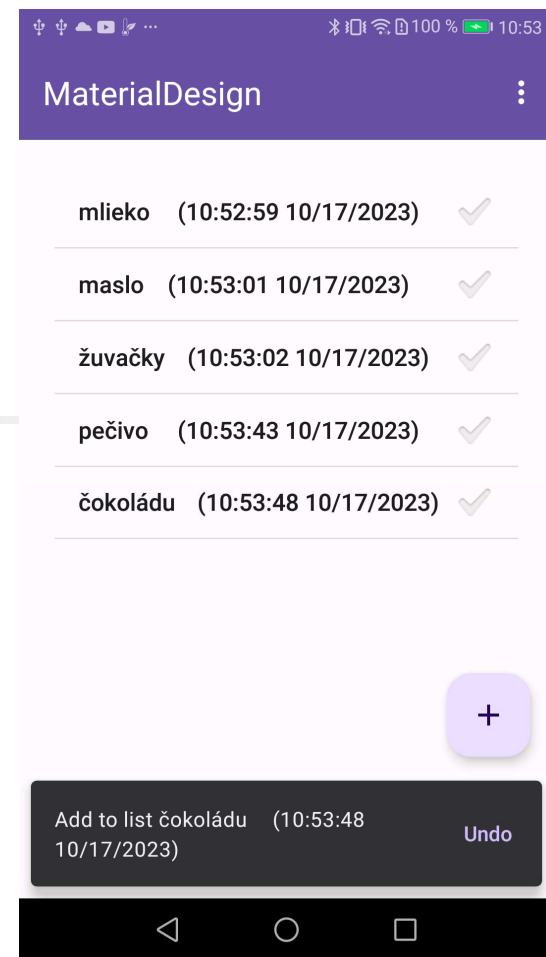 100 % 10:53
MaterialDesign
mlieko (10:52:59 10/17/2023)
maslo (10:53:01 10/17/2023)
žuvačky (10:53:02 10/17/2023)
pečivo (10:53:43 10/17/2023)
čokoládu (10:53:48 10/17/2023)
+
Add to list čokoládu (10:53:48
10/17/2023)
Undo